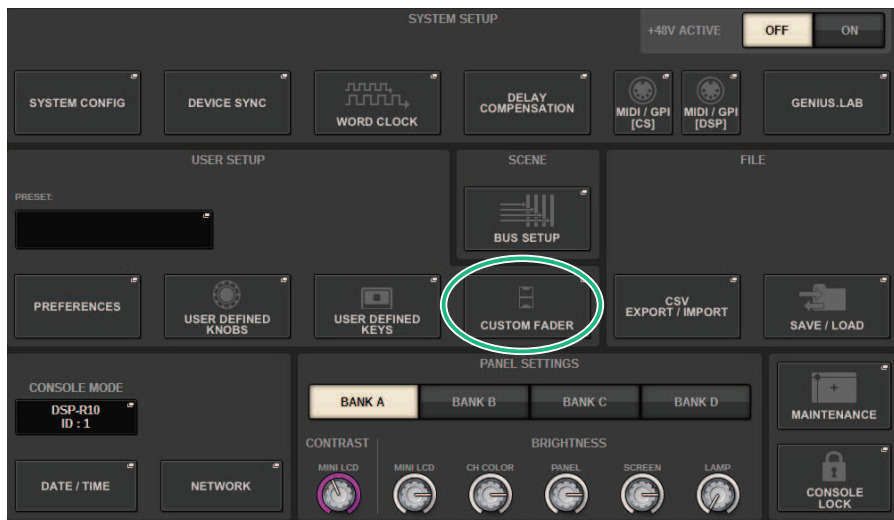 SYSTEM SETUP
+48V ACTIVE
OFF
ON
SYSTEM CONFIG
DEVICE SYNC
WORD CLOCK
DELAY
COMPENSATION
MIDI / GPI
[CS]
MIDI / GPI
[DSP]
GENIUS.LAB
USER SETUP
SCENE
FILE
PRESET:
BUS SETUP
PREFERENCES
USER DEFINED
KNOBS
USER DEFINED
KEYS
CUSTOM FADER
CSV
EXPORT / IMPORT
SAVE / LOAD
CONSOLE MODE
DSP-R10
ID : 1
DATE / TIME
NETWORK
PANEL SETTINGS
BANK A
BANK B
BANK C
BANK D
CONTRAST
BRIGHTNESS
MINI LCD
MINI LCD
CH COLOR
PANEL
SCREEN
LAMP
MAINTENANCE
CONSOLE
LOCK